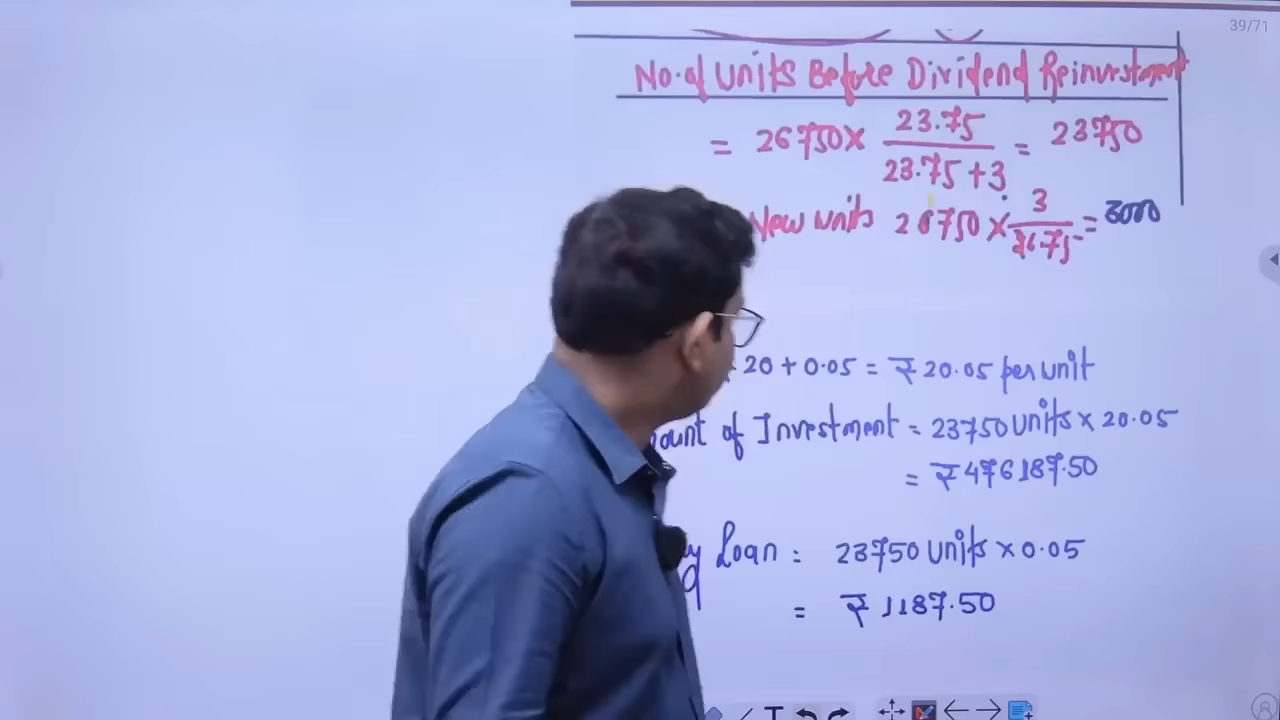 39/71
No. of Units Before Dividend Reinvestment
= 26750 × 23.75 / 23.75 + 3 = 23750
New units 26750 × 3 / 26.75 = 3000
20 + 0.05 = ₹ 20.05 per unit
of Investment = 23750 units × 20.05
= ₹ 476187.50
Loan = 23750 units × 0.05
= ₹ 1187.50